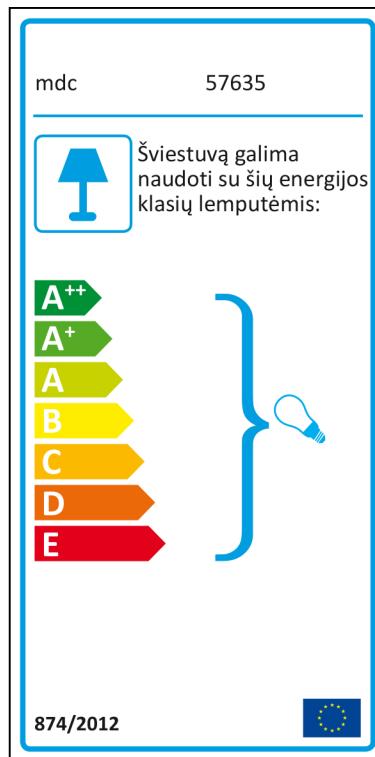 mdc 57635
Šviestuvą galima
naudoti su šių energijos
klasių lemputėmis:
A++
A+
A
B
C
D
E
874/2012